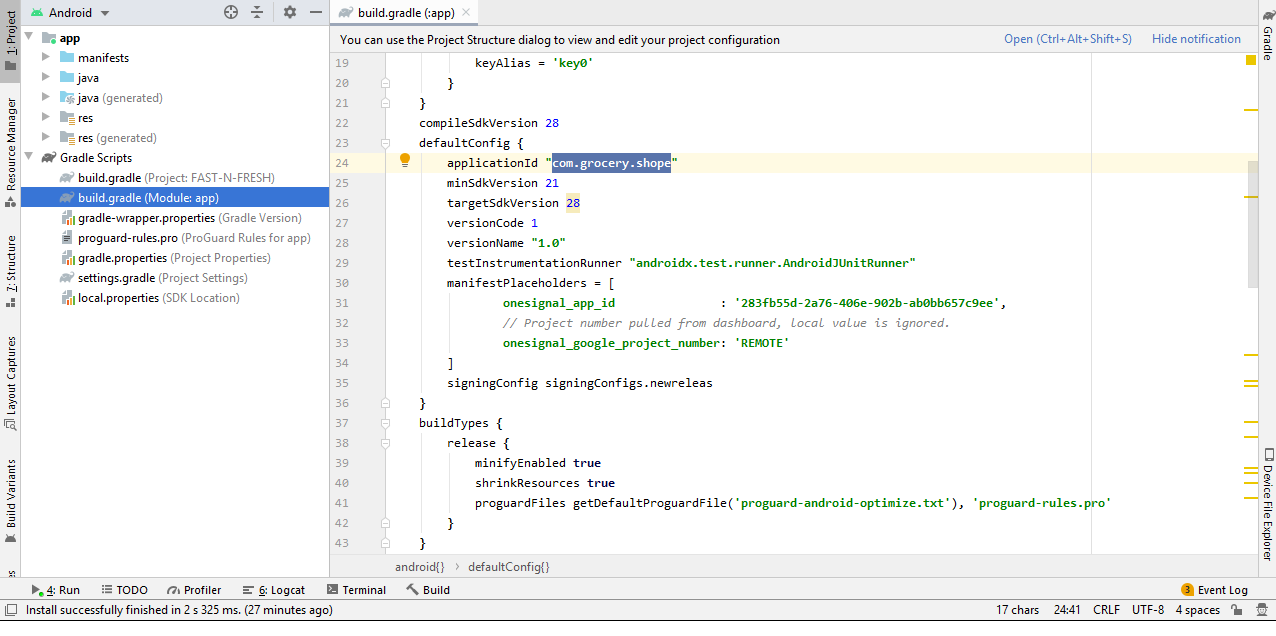 Android
build.gradle (:app)
1: Project
Resource Manager
Z: Structure
Layout Captures
Build Variants
app
manifests
java
java (generated)
res
res (generated)
Gradle Scripts
build.gradle (Project: FAST-N-FRESH)
build.gradle (Module: app)
gradle-wrapper.properties (Gradle Version)
proguard-rules.pro (ProGuard Rules for app)
gradle.properties (Project Properties)
settings.gradle (Project Settings)
local.properties (SDK Location)
You can use the Project Structure dialog to view and edit your project configuration Open (Ctrl+Alt+Shift+S) Hide notification
19 keyAlias = 'key0'
20 }
21 }
22 compileSdkVersion 28
23 defaultConfig {
24 applicationId "com.grocery.shope"
25 minSdkVersion 21
26 targetSdkVersion 28
27 versionCode 1
28 versionName "1.0"
29 testInstrumentationRunner "androidx.test.runner.AndroidJUnitRunner"
30 manifestPlaceholders = [
31 onesignal_app_id : '283fb55d-2a76-406e-902b-ab0bb657c9ee',
32 // Project number pulled from dashboard, local value is ignored.
33 onesignal_google_project_number: 'REMOTE'
34 ]
35 signingConfig signingConfigs.newreleas
36 }
37 buildTypes {
38 release {
39 minifyEnabled true
40 shrinkResources true
41 proguardFiles getDefaultProguardFile('proguard-android-optimize.txt'), 'proguard-rules.pro'
42 }
43 }
android{} › defaultConfig{}
Gradle
Device File Explorer
4: Run TODO Profiler 6: Logcat Terminal Build 3 Event Log
Install successfully finished in 2 s 325 ms. (27 minutes ago) 17 chars 24:41 CRLF UTF-8 4 spaces